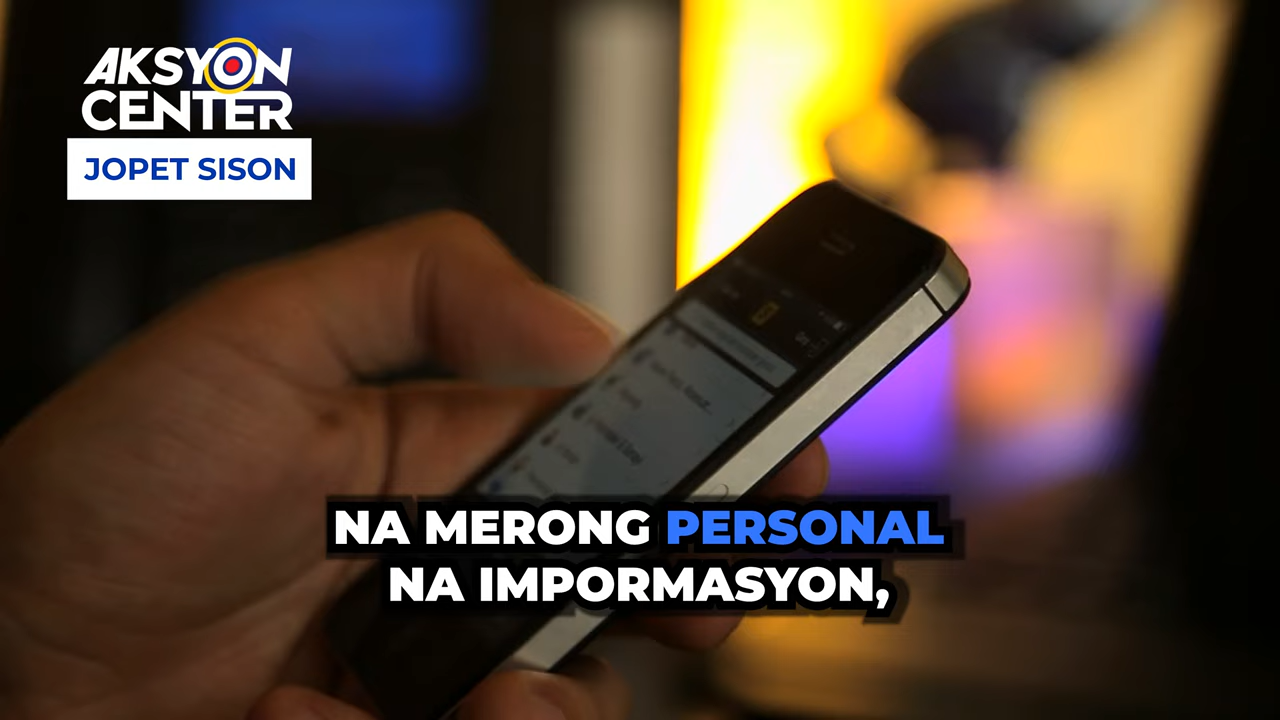 AKSYON
CENTER
JOPET SISON
NA MERONG PERSONAL
NA IMPORMASYON,